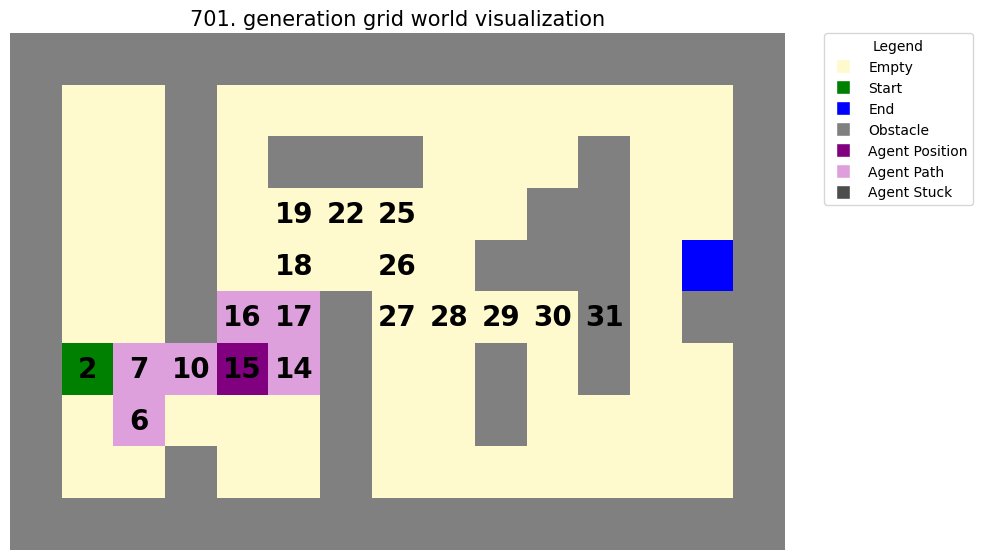 701. generation grid world visualization
Legend
Empty
Start
End
Obstacle
Agent Position
Agent Path
Agent Stuck
19 22 25
18 26
16 17 27 28 29 30 31
2 7 10 15 14
6